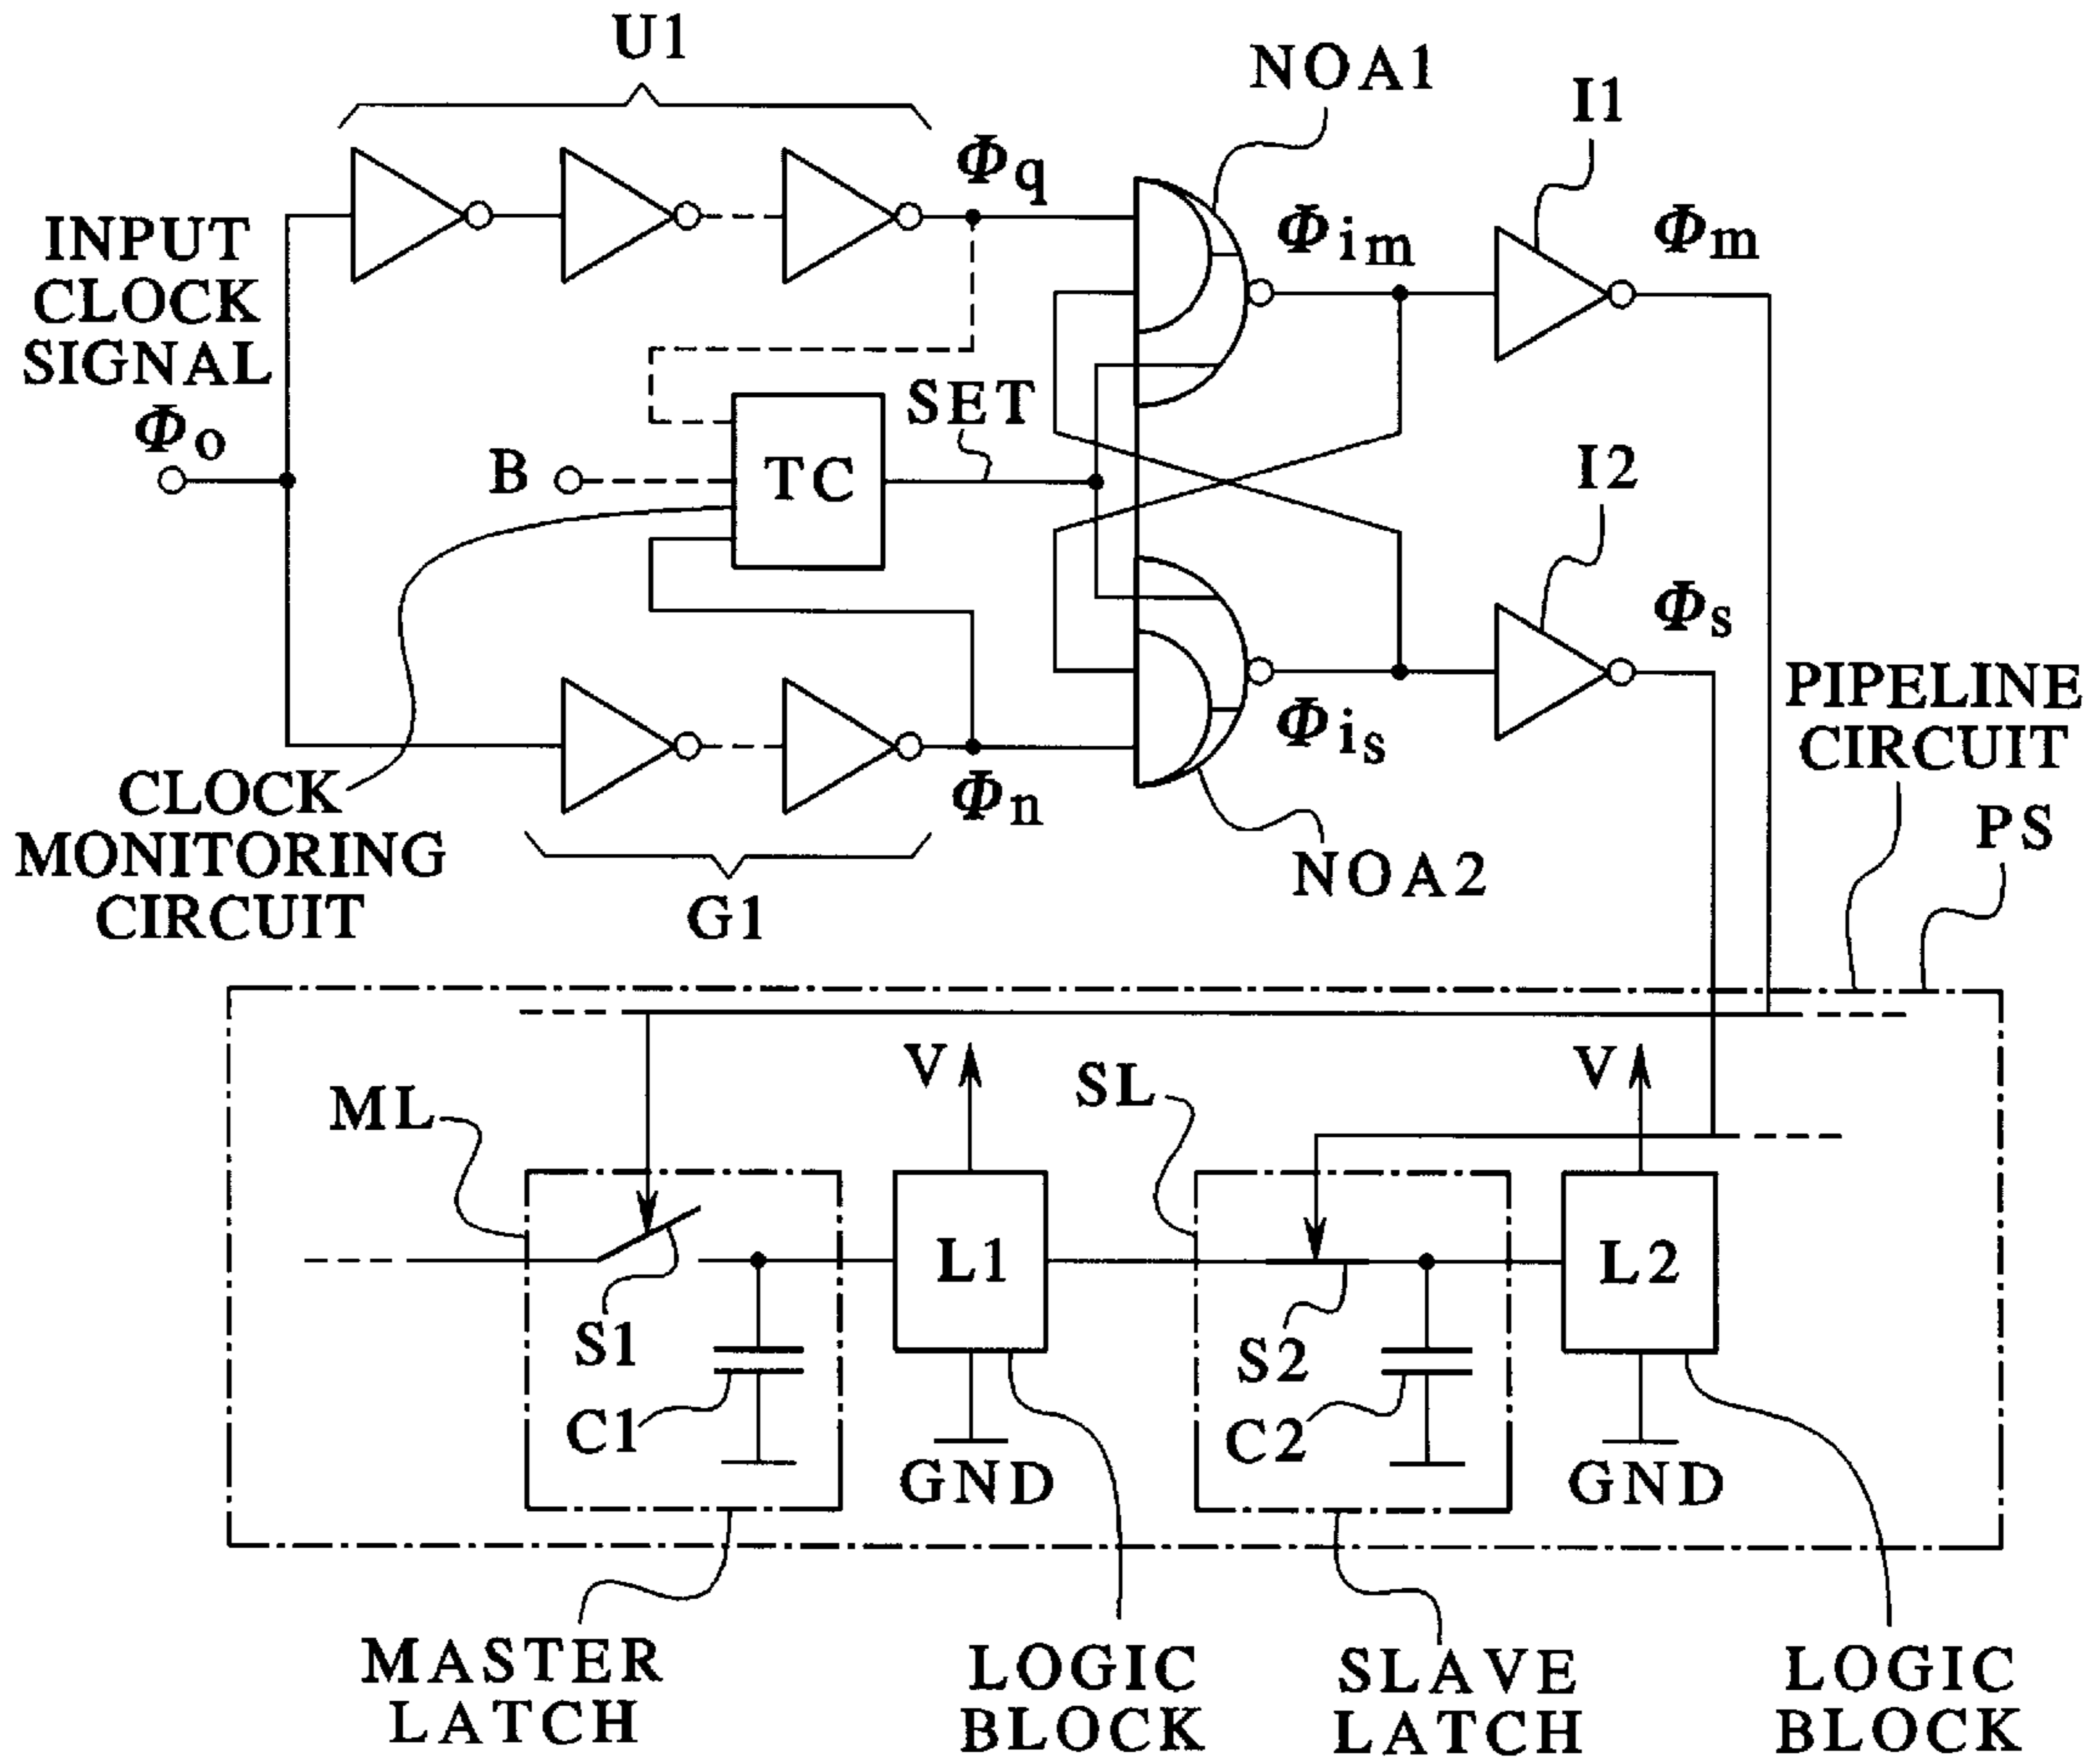 U1
NOA1
I1
Φq
Φim
Φm
INPUT
CLOCK
SIGNAL
Φo
SET
B
TC
I2
Φs
PIPELINE
CIRCUIT
Φis
CLOCK
MONITORING
CIRCUIT
Φn
PS
NOA2
G1
V
V
ML
SL
L1
L2
S1
S2
C1
C2
GND
GND
MASTER
LATCH
LOGIC
BLOCK
SLAVE
LATCH
LOGIC
BLOCK